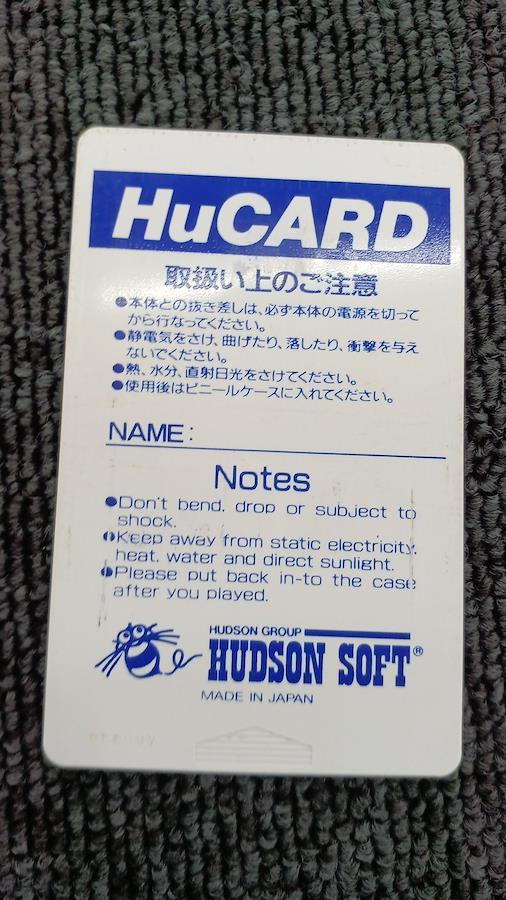 HuCARD
取扱い上のご注意
●本体との抜き差しは、必ず本体の電源を切って
から行なってください。
●静電気をさけ、曲げたり、落したり、衝撃を与え
ないでください。
●熱、水分、直射日光をさけてください。
●使用後はビニールケースに入れてください。
NAME:
Notes
●Don't bend, drop or subject to
shock.
●Keep away from static electricity,
heat, water and direct sunlight.
●Please put back in-to the case
after you played.
HUDSON GROUP
HUDSON SOFT®
MADE IN JAPAN